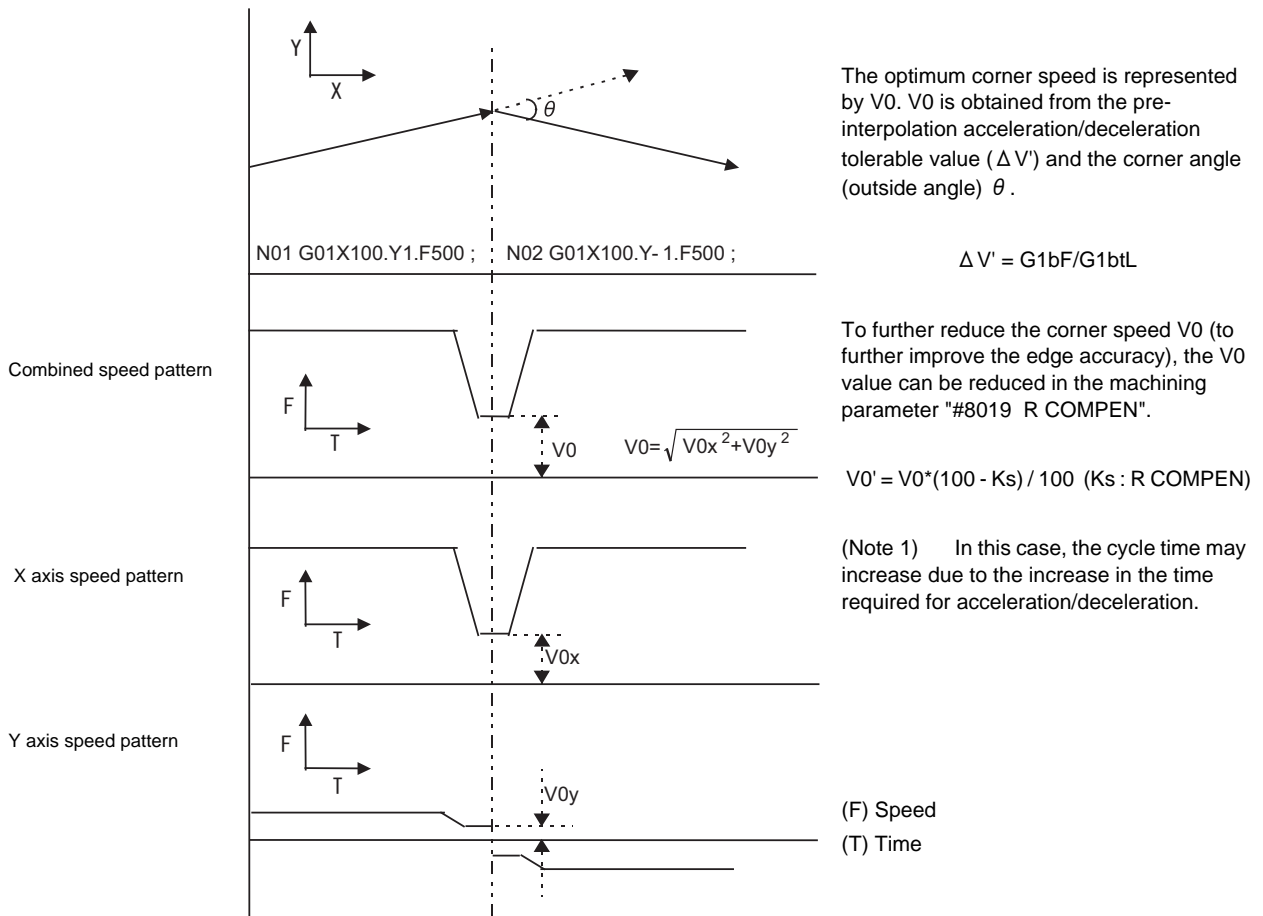 Y
X
θ
N01 G01X100.Y1.F500 ;
N02 G01X100.Y- 1.F500 ;
Combined speed pattern
F
T
V0
V0=√V0x²+V0y²
X axis speed pattern
F
T
V0x
Y axis speed pattern
F
T
V0y
The optimum corner speed is represented
by V0. V0 is obtained from the pre-
interpolation acceleration/deceleration
tolerable value (Δ V') and the corner angle
(outside angle) θ .
Δ V' = G1bF/G1btL
To further reduce the corner speed V0 (to
further improve the edge accuracy), the V0
value can be reduced in the machining
parameter "#8019 R COMPEN".
V0' = V0*(100 - Ks) / 100 (Ks : R COMPEN)
(Note 1) In this case, the cycle time may
increase due to the increase in the time
required for acceleration/deceleration.
(F) Speed
(T) Time